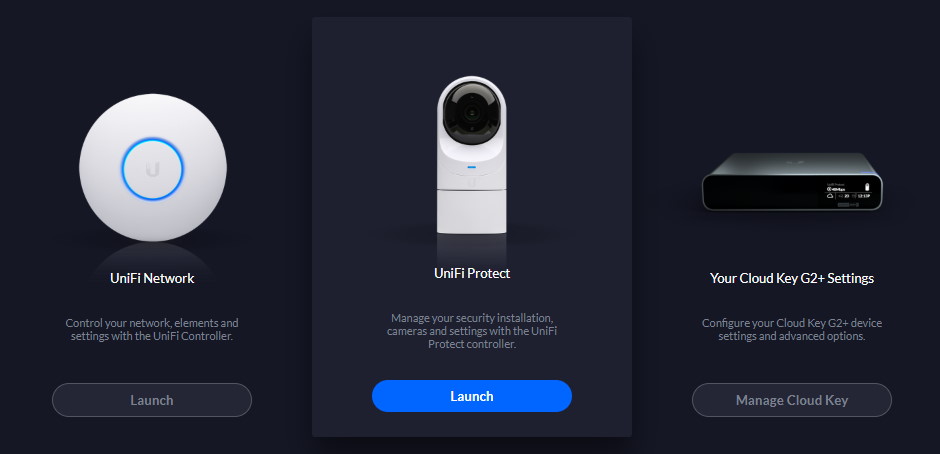 UniFi Network
Control your network, elements and
settings with the UniFi Controller.
Launch
UniFi Protect
Manage your security installation,
cameras and settings with the UniFi
Protect controller.
Launch
Your Cloud Key G2+ Settings
Configure your Cloud Key G2+ device
settings and advanced options.
Manage Cloud Key